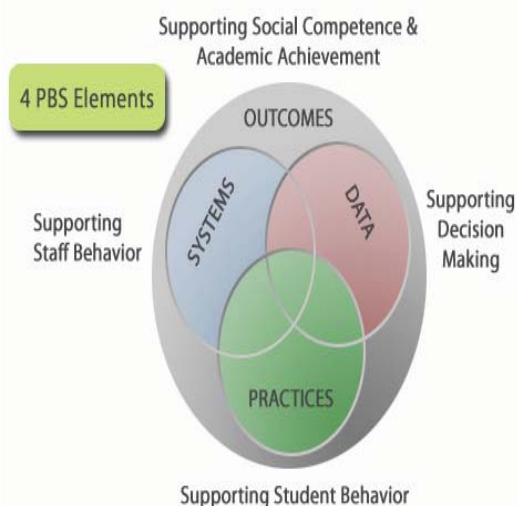 Supporting Social Competence &
Academic Achievement
4 PBS Elements
OUTCOMES
SYSTEMS
DATA
Supporting
Staff Behavior
Supporting
Decision
Making
PRACTICES
Supporting Student Behavior